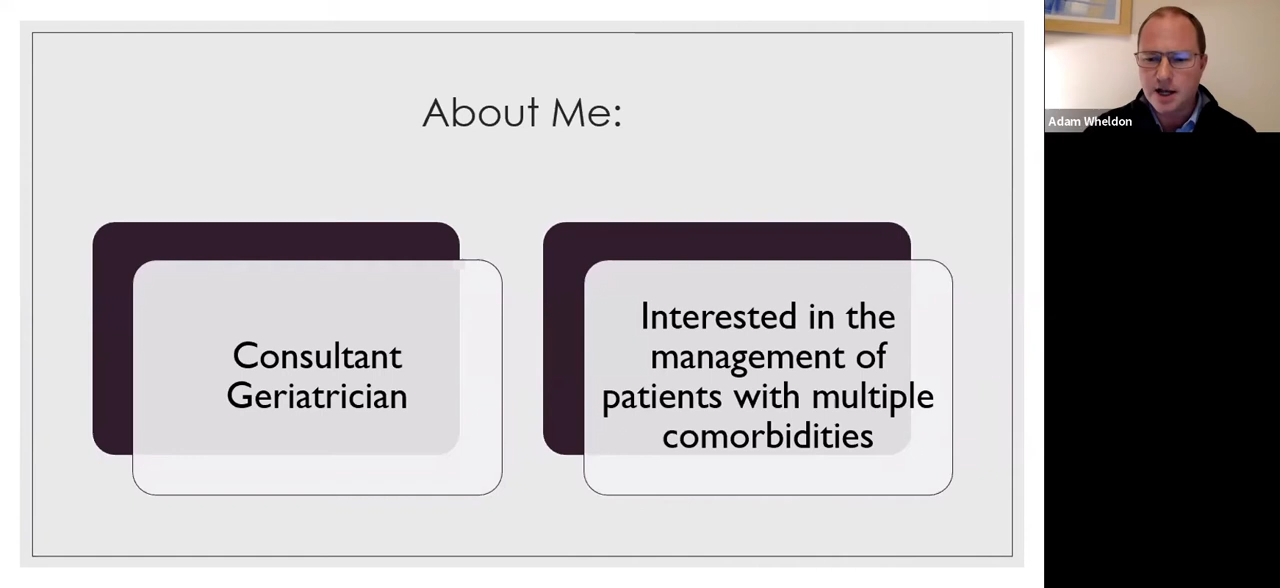 About Me:
Consultant
Geriatrician
Interested in the
management of
patients with multiple
comorbidities
Adam Wheldon